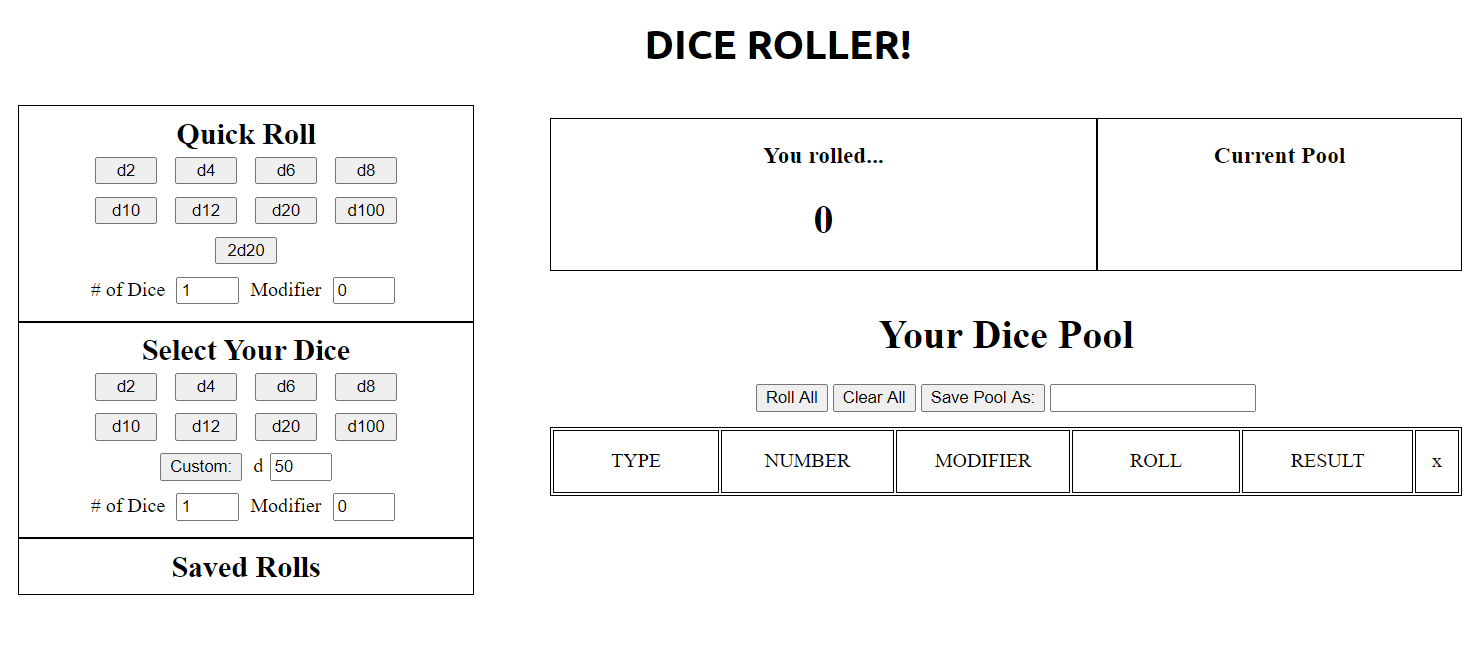 DICE ROLLER!
Quick Roll
d2 d4 d6 d8
d10 d12 d20 d100
2d20
# of Dice 1 Modifier 0
Select Your Dice
d2 d4 d6 d8
d10 d12 d20 d100
Custom: d 50
# of Dice 1 Modifier 0
Saved Rolls
You rolled...
0
Current Pool
Your Dice Pool
Roll All Clear All Save Pool As:
TYPE NUMBER MODIFIER ROLL RESULT x